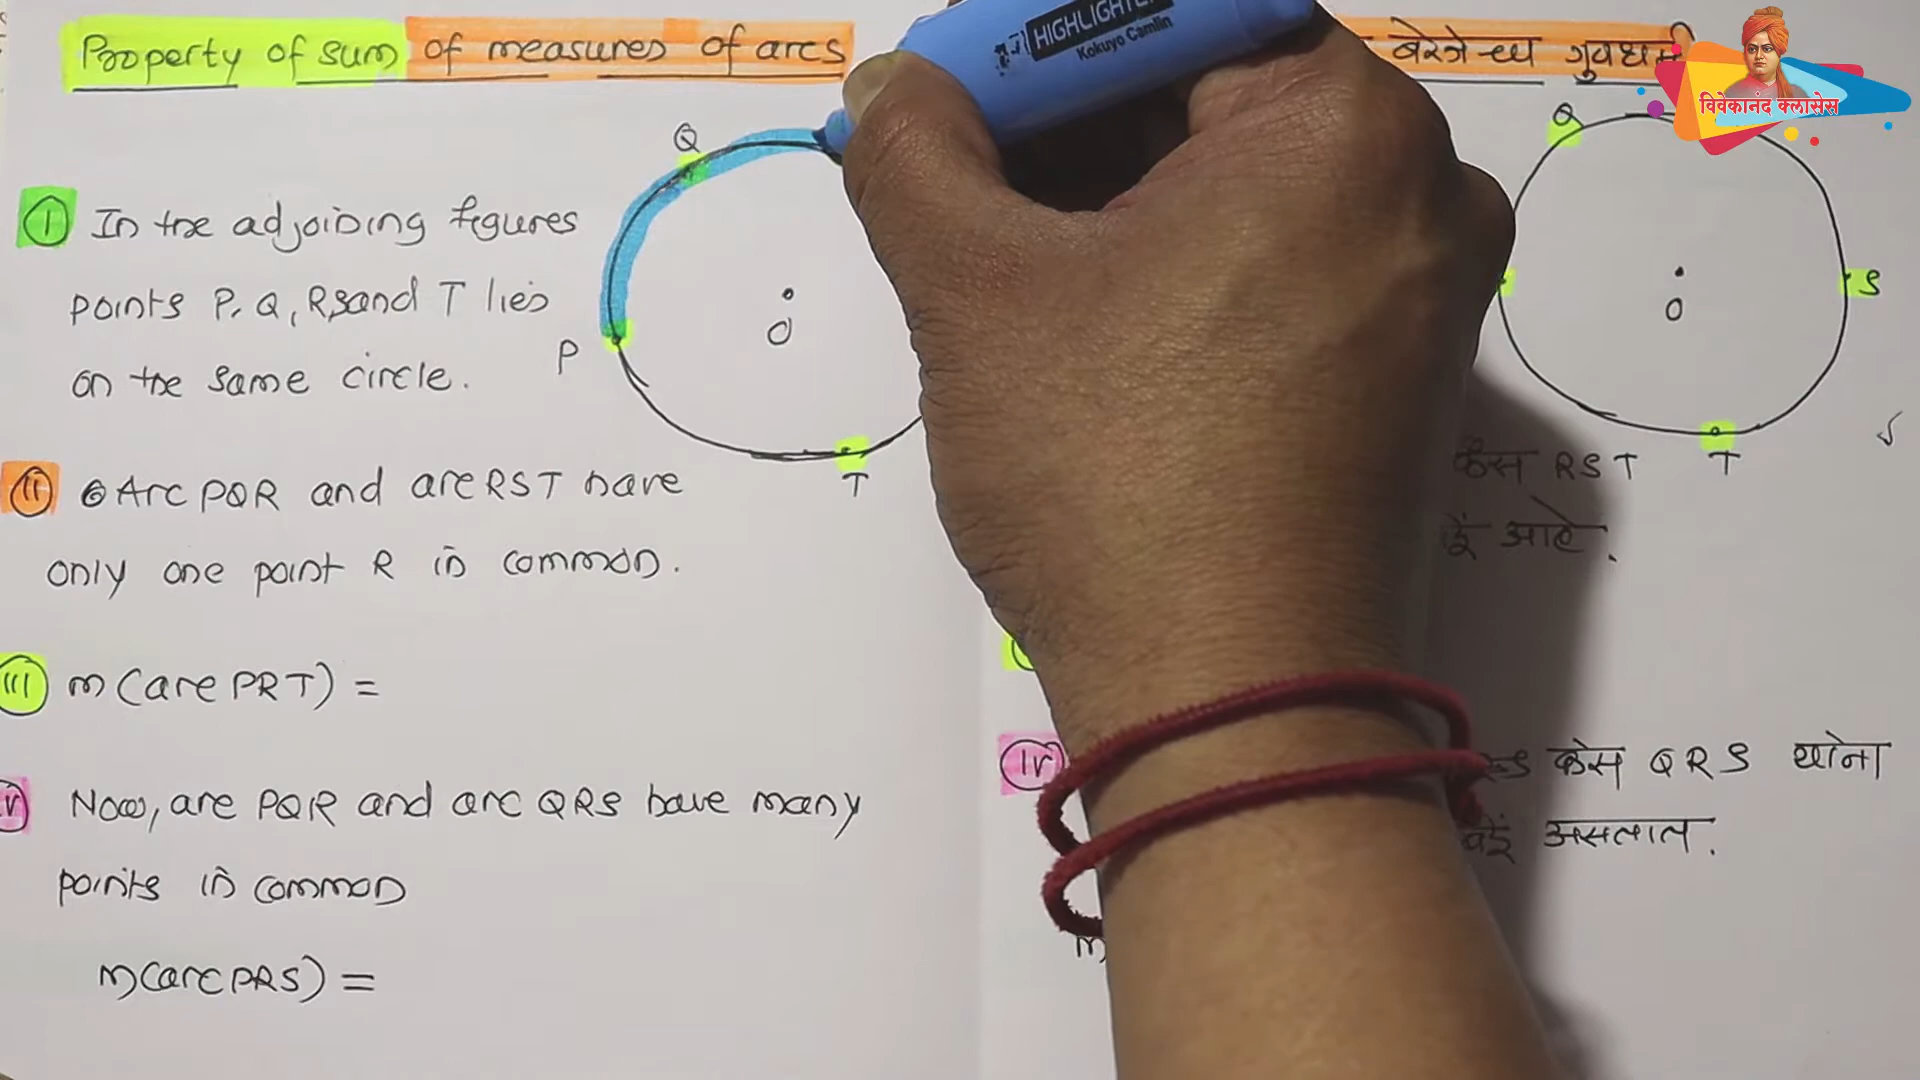 Property of sum of measures of arcs
बेरजेच्या गुणधर्म
विवेकानंद क्लासेस
HIGHLIGHTER
Kokuyo Camlin
Q
Q
I In the adjoining figures
points P, Q, R, S and T lies
on the same circle.
P
O
T
O
S
T
II Arc PQR and arc RST have
only one point R in common.
कंस RST
आहे.
III m(arc PRT) =
Now, arc PQR and arc QRS have many
points in common
m(arc PRS) =
IV
कंस QRS यांना
असतात.
m